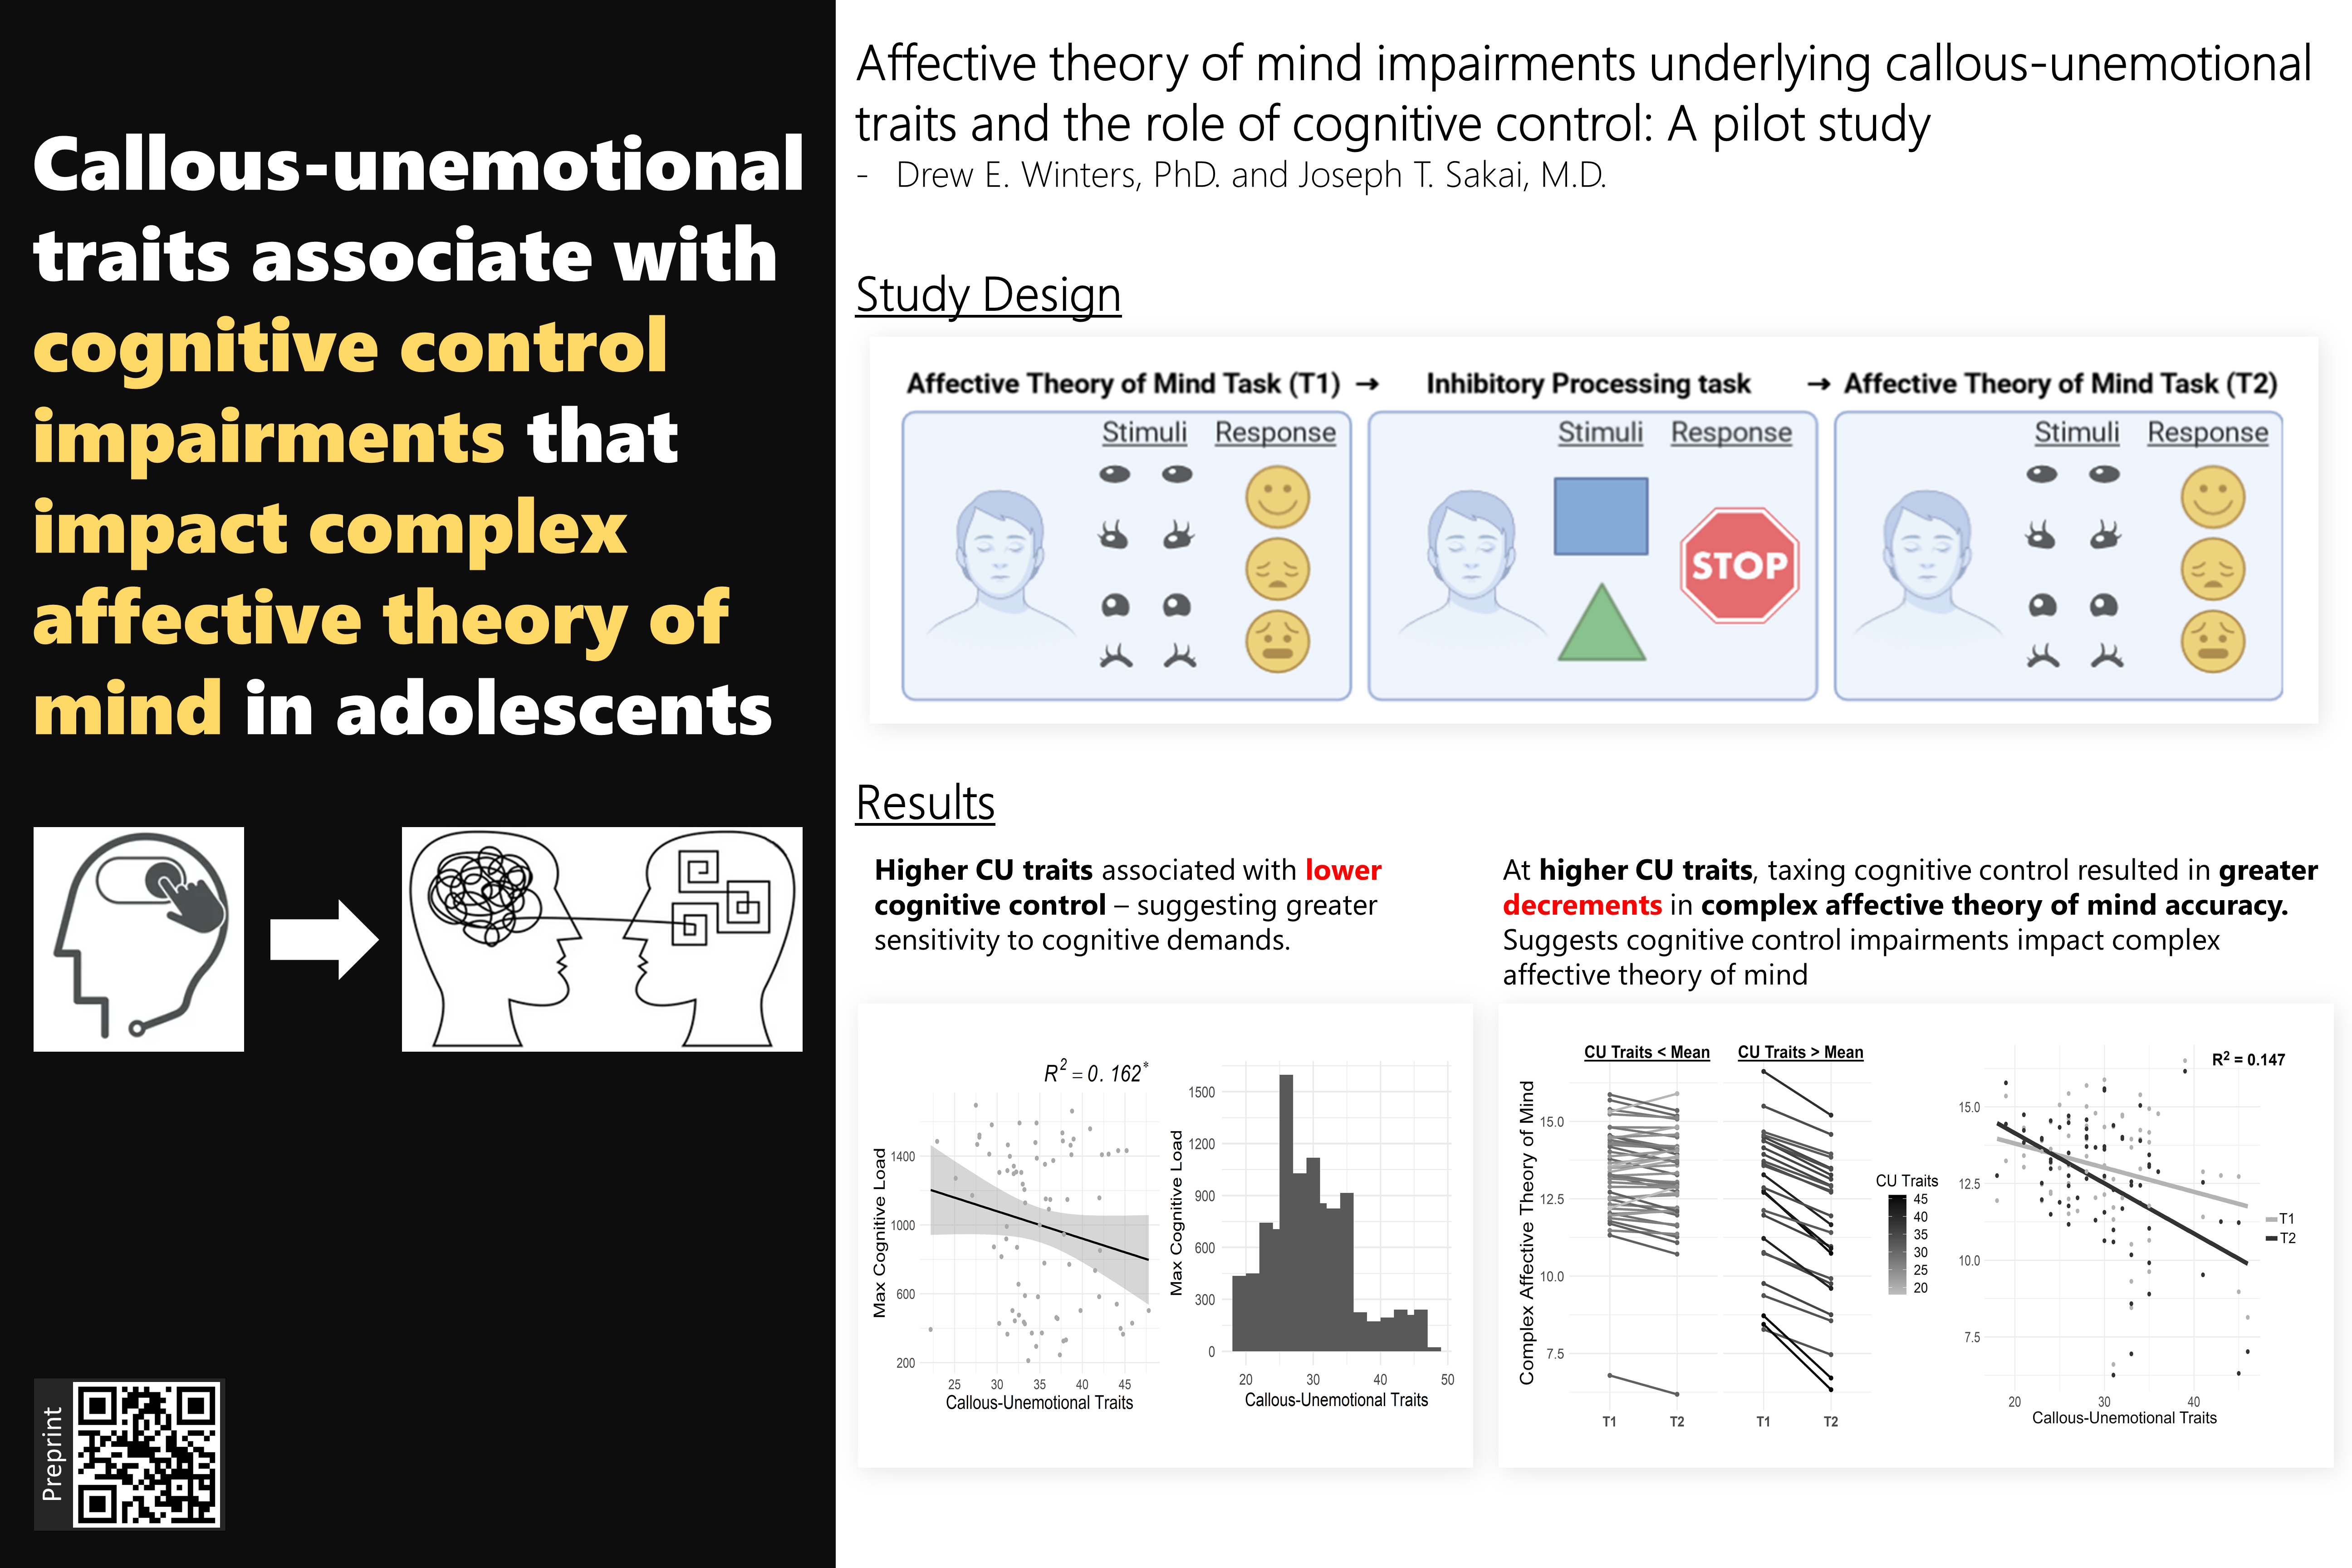 Callous-unemotional
traits associate with
cognitive control
impairments that
impact complex
affective theory of
mind in adolescents
Preprint
Affective theory of mind impairments underlying callous-unemotional
traits and the role of cognitive control: A pilot study
- Drew E. Winters, PhD. and Joseph T. Sakai, M.D.
Study Design
Affective Theory of Mind Task (T1) → Inhibitory Processing task → Affective Theory of Mind Task (T2)
Stimuli Response
Stimuli Response
STOP
Stimuli Response
Results
Higher CU traits associated with lower
cognitive control – suggesting greater
sensitivity to cognitive demands.
At higher CU traits, taxing cognitive control resulted in greater
decrements in complex affective theory of mind accuracy.
Suggests cognitive control impairments impact complex
affective theory of mind
R² = 0. 162*
Max Cognitive Load
1400
1000
600
200
25 30 35 40 45
Callous-Unemotional Traits
Max Cognitive Load
1500
1200
900
600
300
0
20 30 40 50
Callous-Unemotional Traits
CU Traits < Mean CU Traits > Mean
Complex Affective Theory of Mind
15.0
12.5
10.0
7.5
T1 T2 T1 T2
CU Traits
45
40
35
30
25
20
R² = 0.147
15.0
12.5
10.0
7.5
20 30 40
Callous-Unemotional Traits
T1
T2